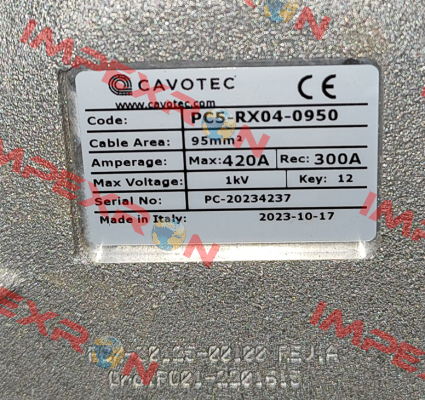 CAVOTEC CE
www.cavotec.com
Code: PC5-RX04-0950
Cable Area: 95mm²
Amperage: Max:420A Rec:300A
Max Voltage: 1kV Key: 12
Serial No: PC-20234237
Made in Italy: 2023-10-17
IMPEXRON